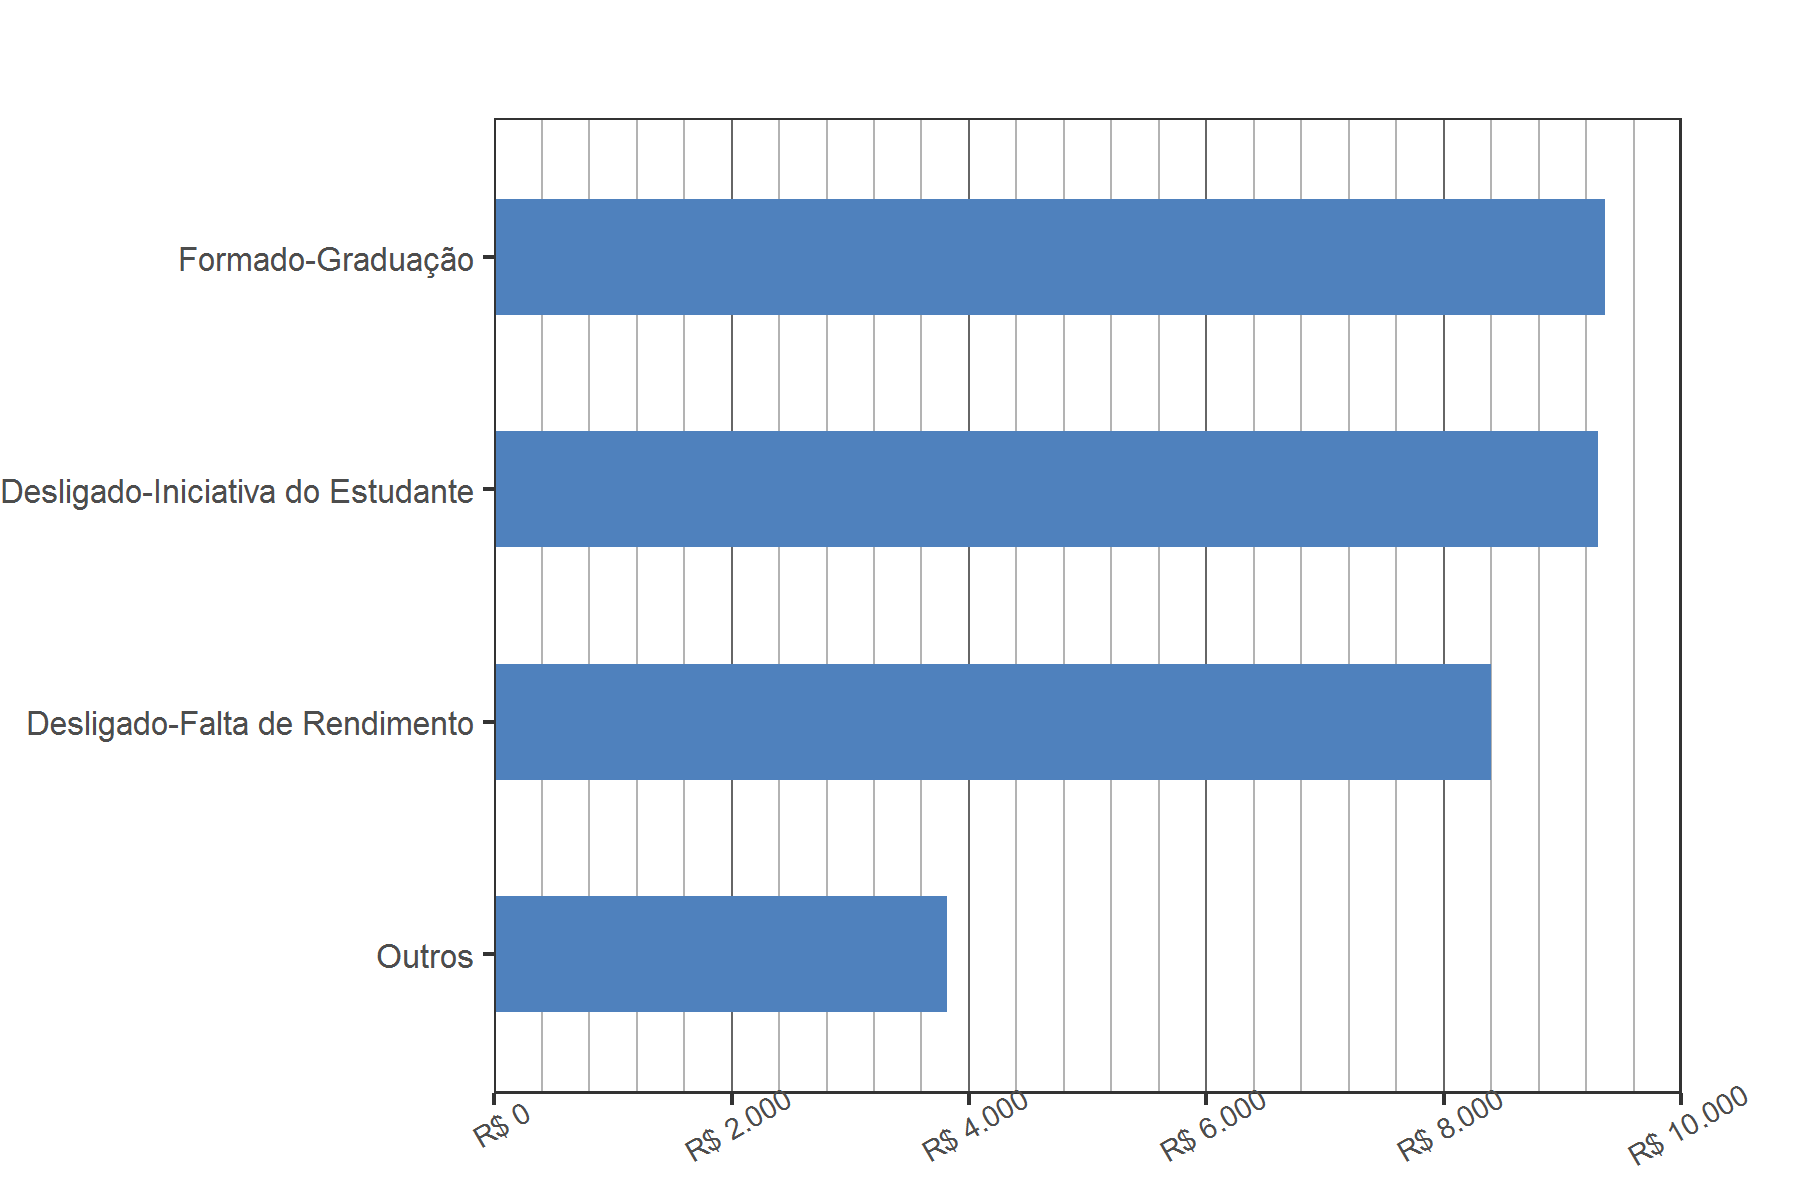 Formado-Graduação
Desligado-Iniciativa do Estudante
Desligado-Falta de Rendimento
Outros
R$ 0
R$ 2.000
R$ 4.000
R$ 6.000
R$ 8.000
R$ 10.000